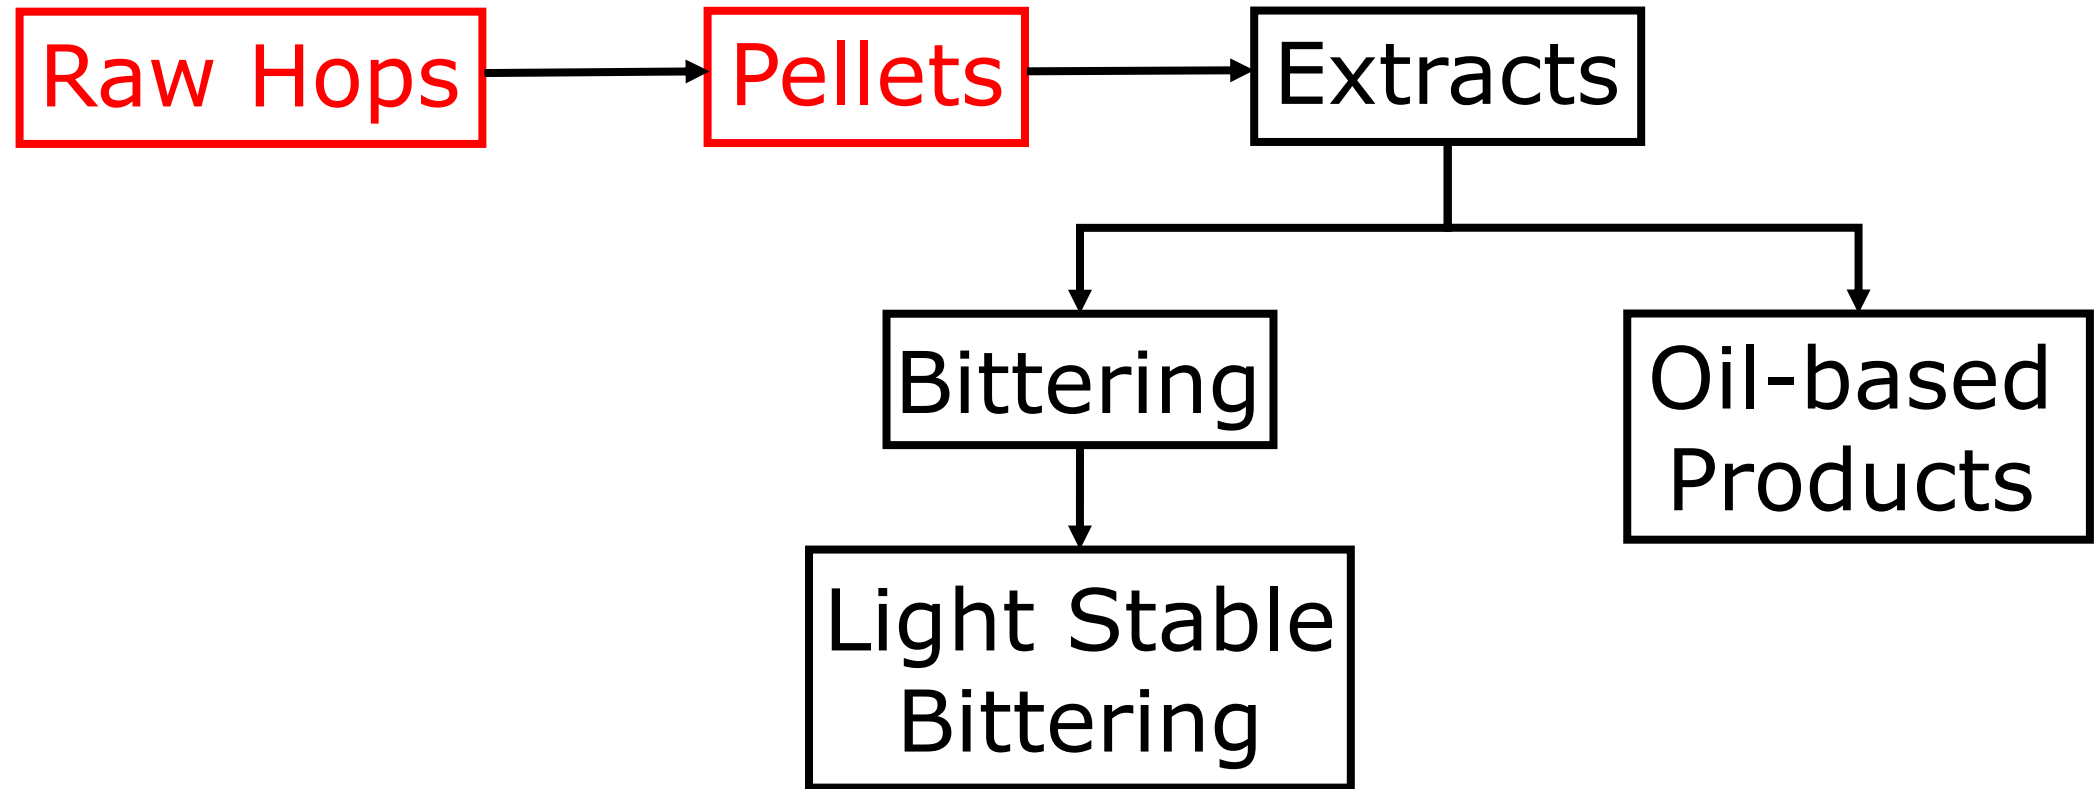 Raw Hops
Pellets
Extracts
Bittering
Oil-based
Products
Light Stable
Bittering